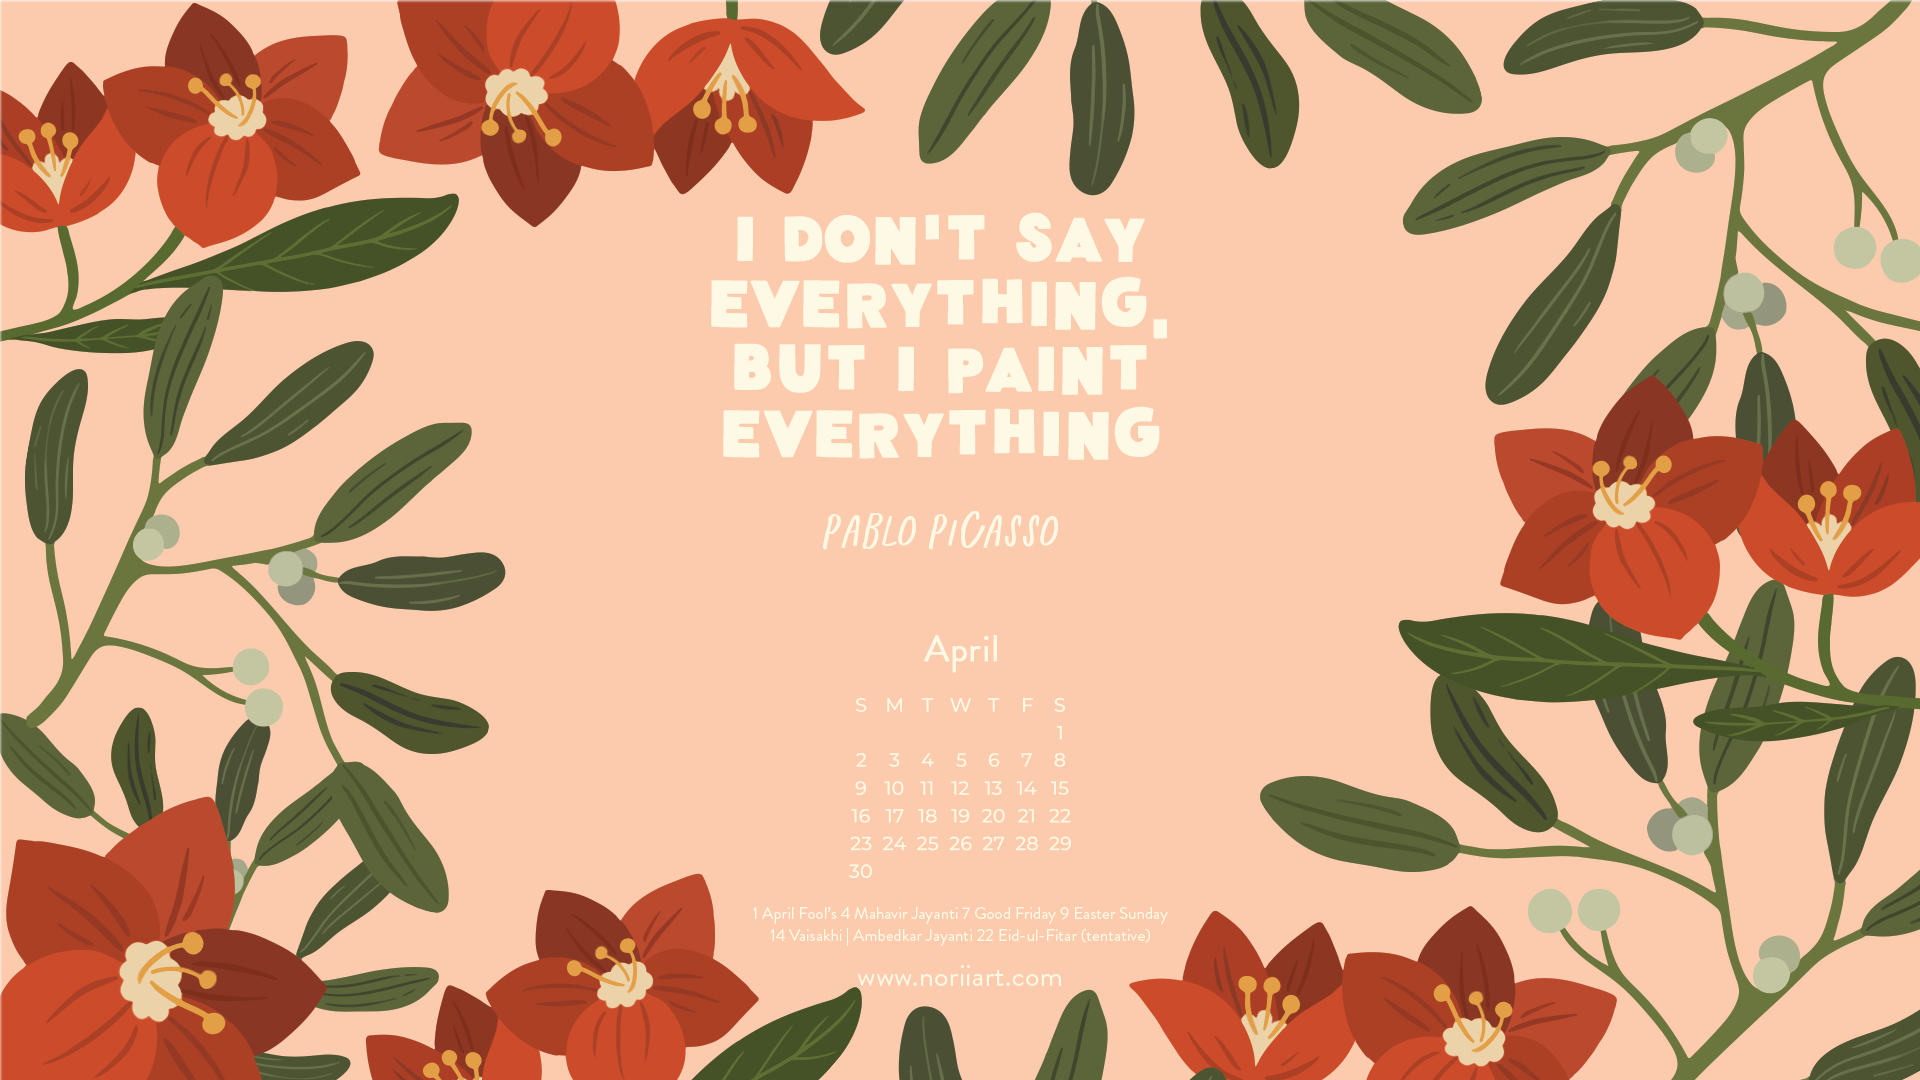 I DON'T SAY
EVERYTHING,
BUT I PAINT
EVERYTHING
PABLO PiCASSO
April
S M T W T F S
1
2 3 4 5 6 7 8
9 10 11 12 13 14 15
16 17 18 19 20 21 22
23 24 25 26 27 28 29
30
1 April Fool's 4 Mahavir Jayanti 7 Good Friday 9 Easter Sunday
14 Vaisakhi | Ambedkar Jayanti 22 Eid-ul-Fitar (tentative)
www.noriiart.com